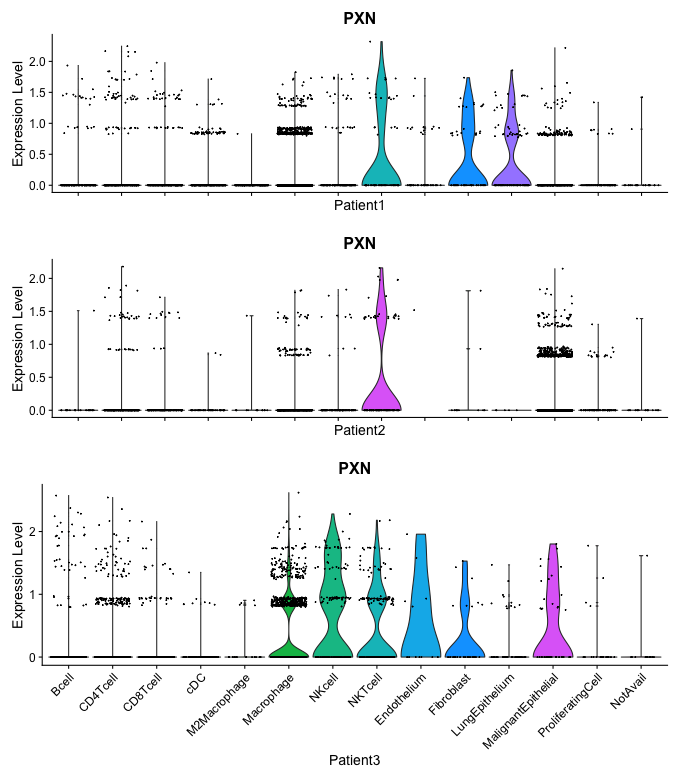 PXN
Expression Level
2.0
1.5
1.0
0.5
0.0
Patient1
PXN
Expression Level
2.0
1.5
1.0
0.5
0.0
Patient2
PXN
Expression Level
2
1
0
Bcell
CD4Tcell
CD8Tcell
cDC
M2Macrophage
Macrophage
NKcell
NKTcell
Endothelium
Fibroblast
LungEpithelium
MalignantEpithelial
ProliferatingCell
NotAvail
Patient3